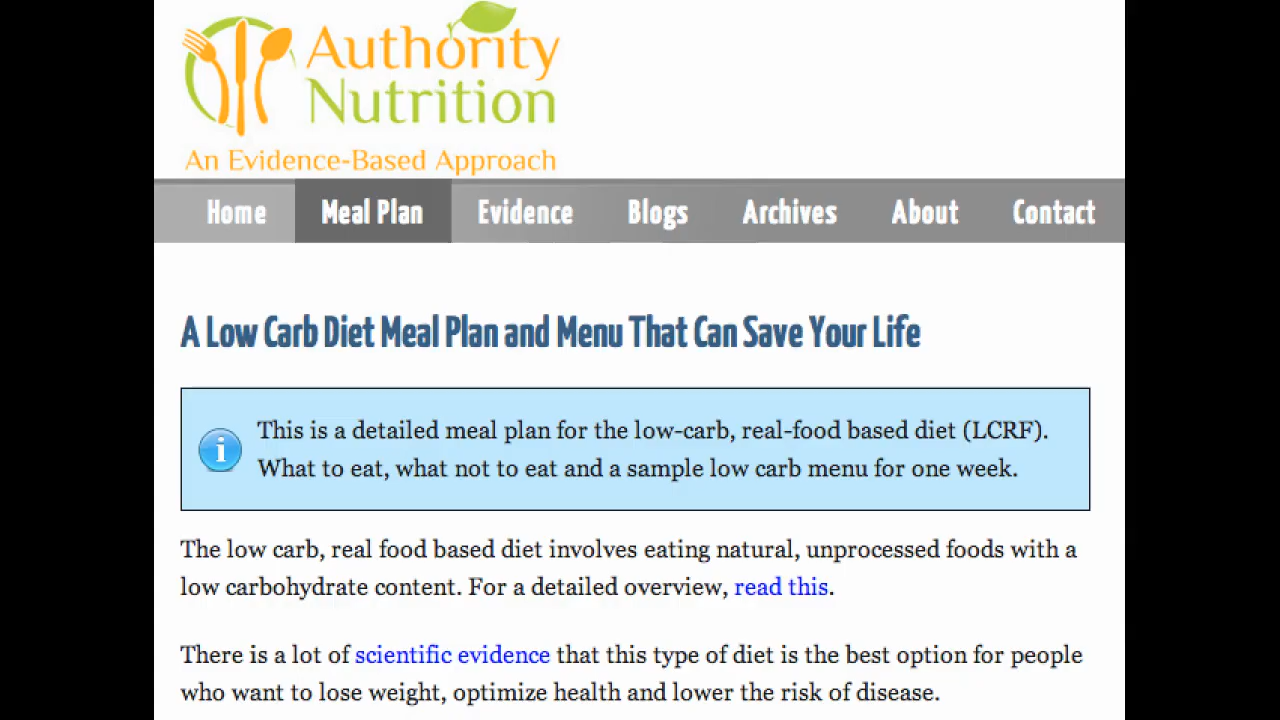 Authority
Nutrition
An Evidence-Based Approach
Home Meal Plan Evidence Blogs Archives About Contact
A Low Carb Diet Meal Plan and Menu That Can Save Your Life
This is a detailed meal plan for the low-carb, real-food based diet (LCRF).
What to eat, what not to eat and a sample low carb menu for one week.
The low carb, real food based diet involves eating natural, unprocessed foods with a
low carbohydrate content. For a detailed overview, read this.
There is a lot of scientific evidence that this type of diet is the best option for people
who want to lose weight, optimize health and lower the risk of disease.